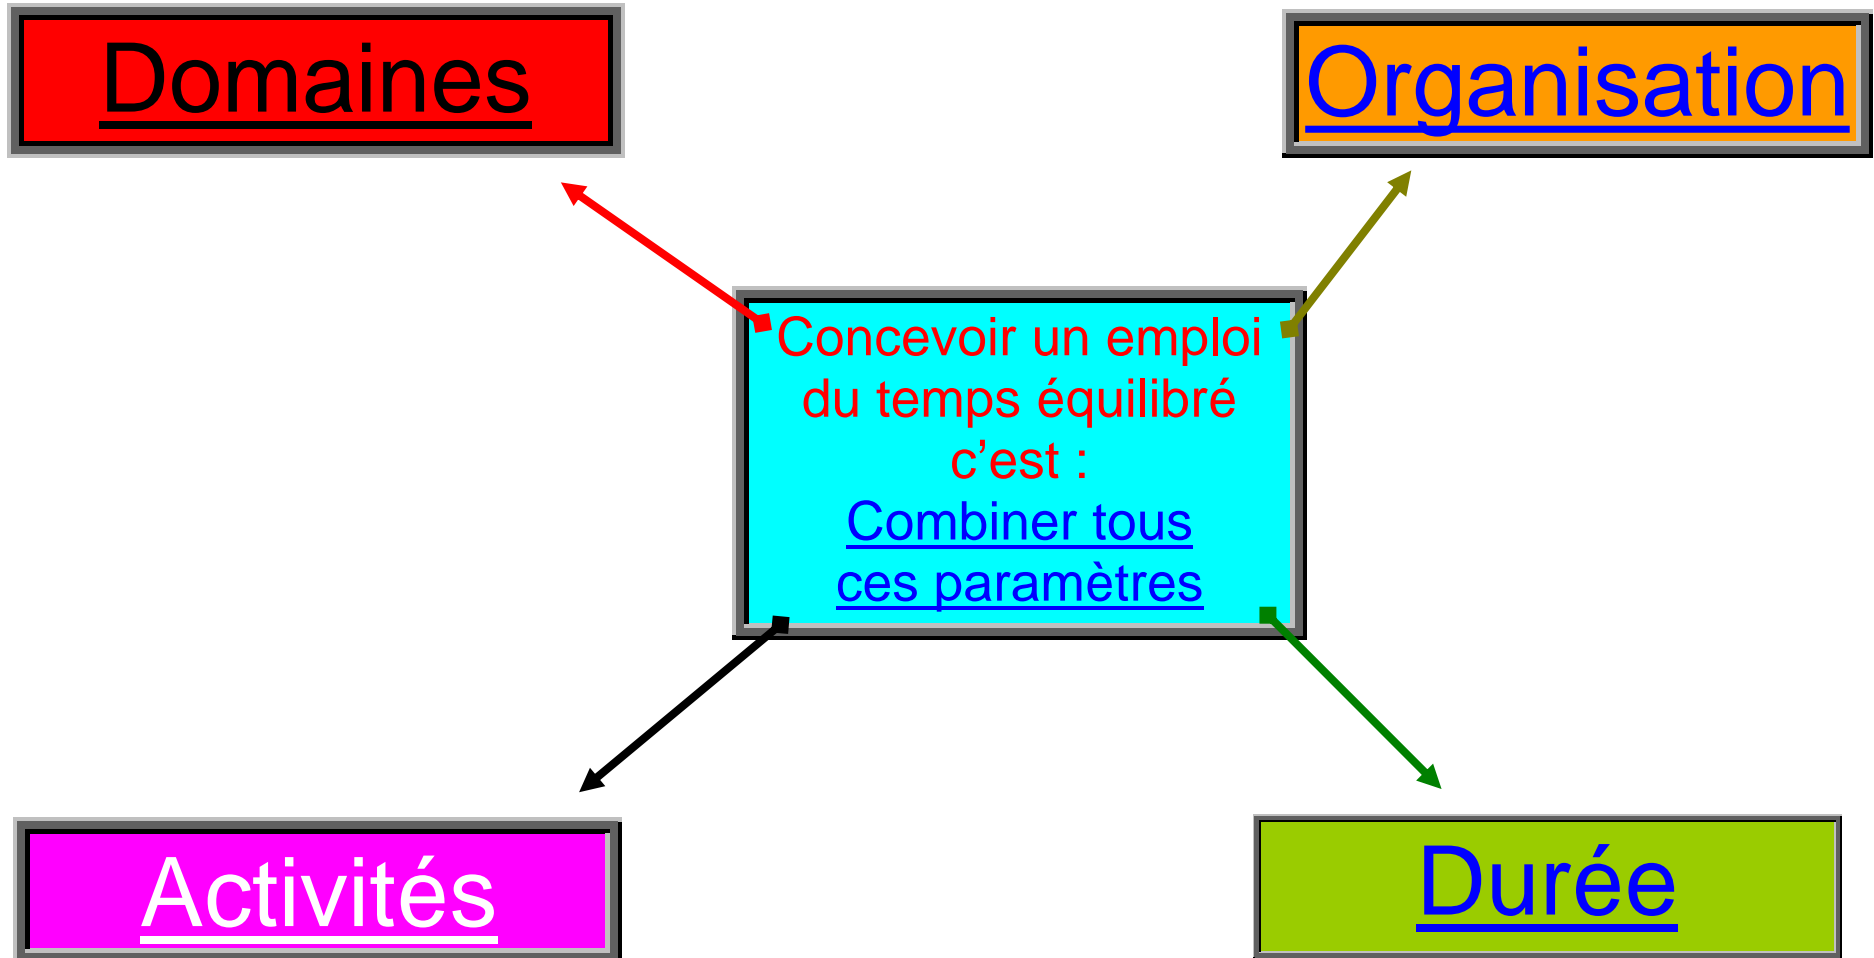 Domaines
Organisation
Concevoir un emploi
du temps équilibré
c’est :
Combiner tous
ces paramètres
Activités
Durée